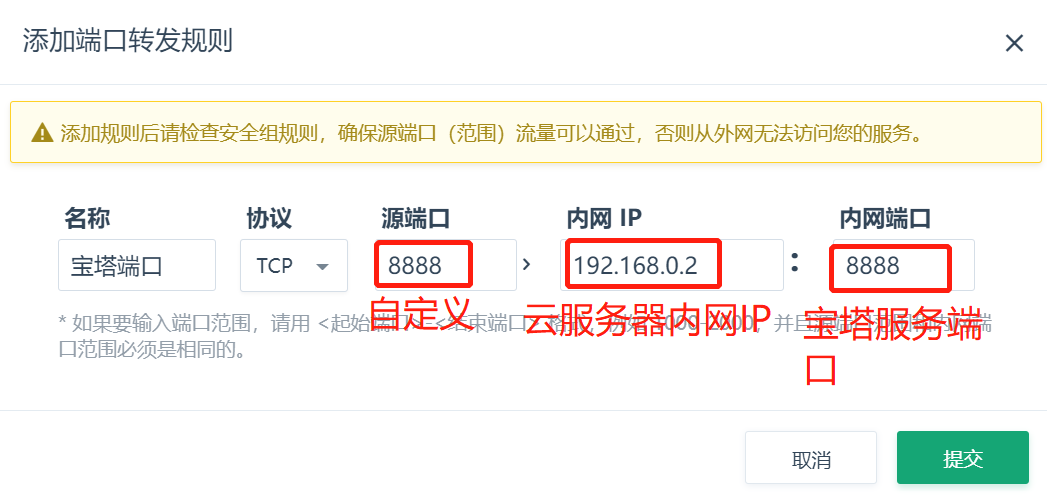 添加端口转发规则
添加规则后请检查安全组规则，确保源端口（范围）流量可以通过，否则从外网无法访问您的服务。
名称 协议 源端口 内网 IP 内网端口
宝塔端口 TCP 8888 192.168.0.2 : 8888
自定义 云服务器内网IP 宝塔服务端
口
* 如果要输入端口范围，请用 <起始端口>-<结束端口> 格式，例如
口范围必须是相同的。
取消 提交